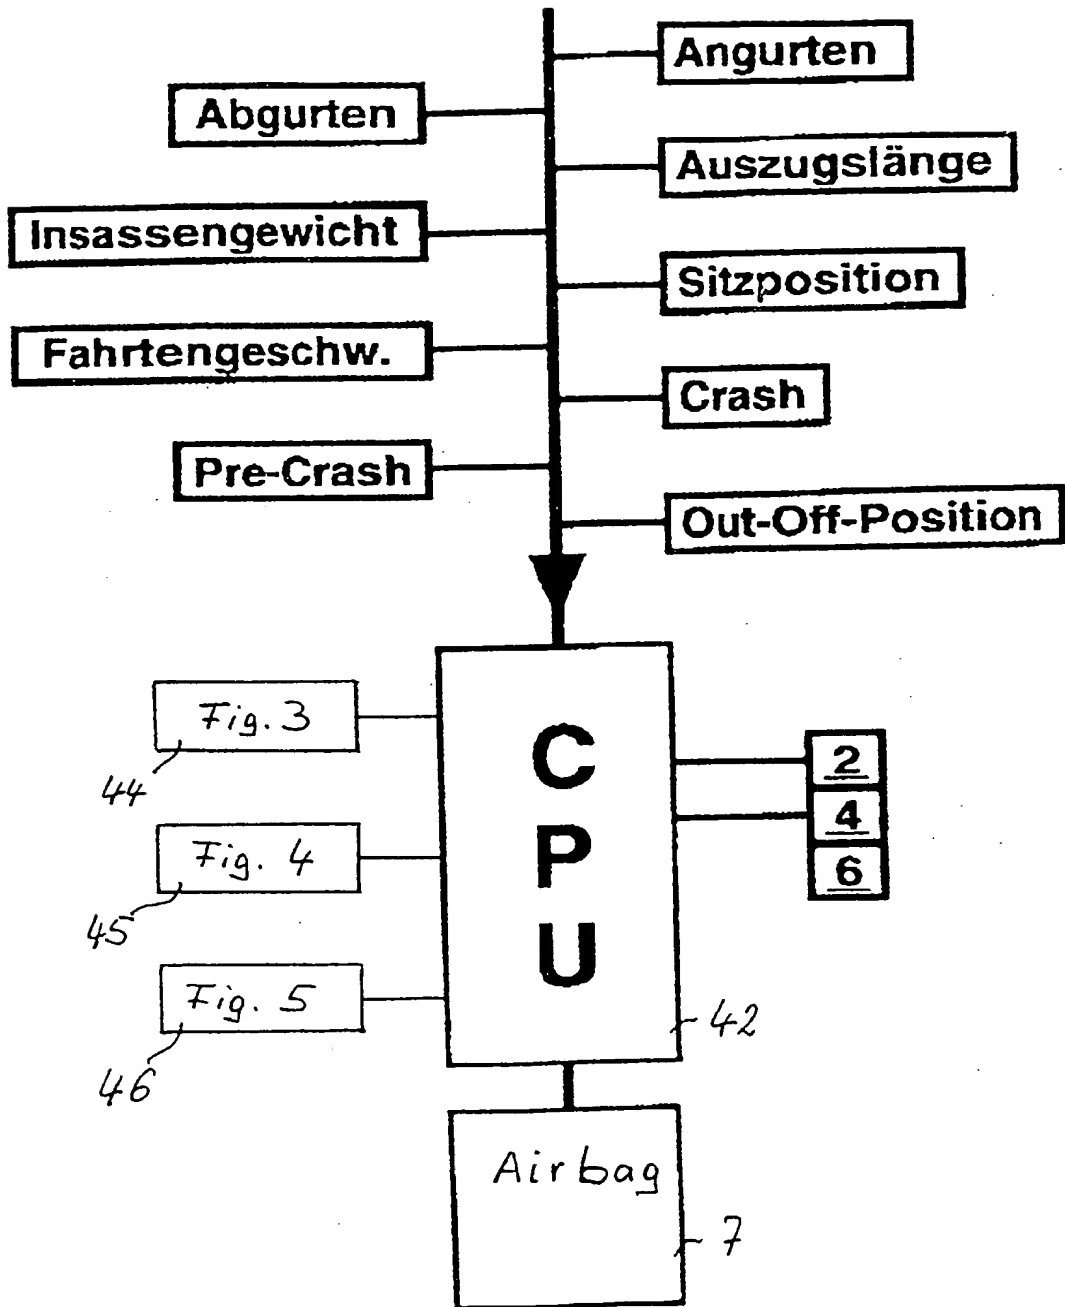 Angurten
Abgurten
Auszugslänge
Insassengewicht
Sitzposition
Fahrtengeschw.
Crash
Pre-Crash
Out-Off-Position
C
P
U
Fig. 3
44
2
4
6
Fig. 4
45
Fig. 5
46
42
Airbag
7